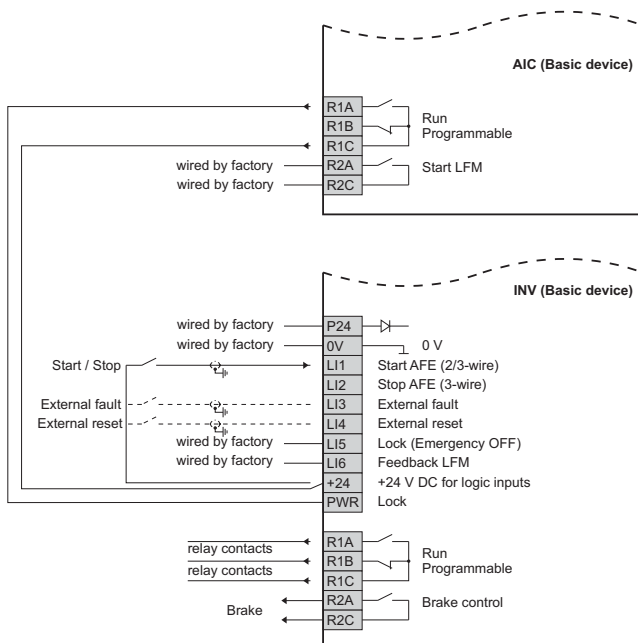 AIC (Basic device)
R1A
R1B
Run
Programmable
R1C
wired by factory R2A Start LFM
wired by factory R2C
INV (Basic device)
wired by factory P24
wired by factory 0V 0 V
Start / Stop LI1 Start AFE (2/3-wire)
LI2 Stop AFE (3-wire)
External fault LI3 External fault
External reset LI4 External reset
wired by factory LI5 Lock (Emergency OFF)
wired by factory LI6 Feedback LFM
+24 +24 V DC for logic inputs
PWR Lock
R1A
relay contacts
R1B
Run
Programmable
relay contacts
R1C
Brake
R2A Brake control
R2C